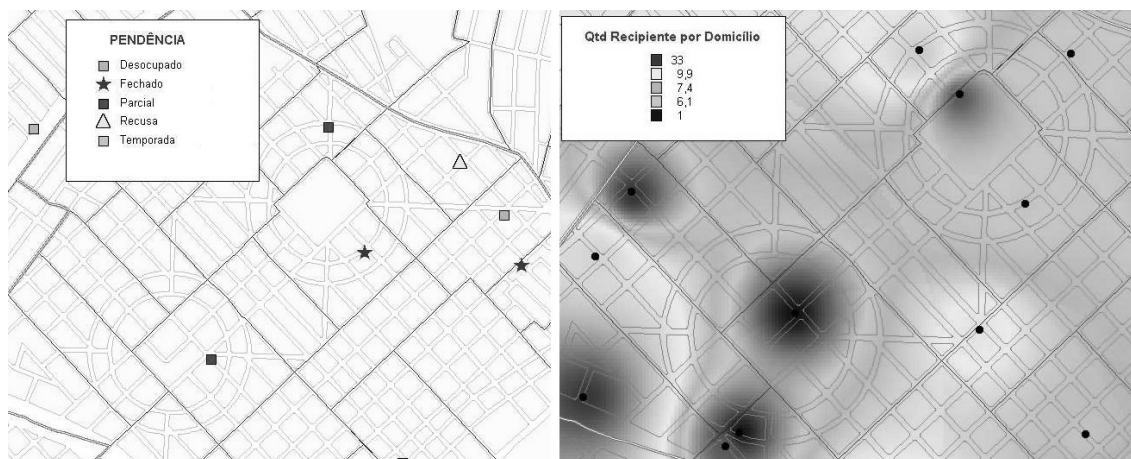 PENDÊNCIA
Desocupado
Fechado
Parcial
Recusa
Temporada
Qtd Recipiente por Domicílio
33
9,9
7,4
6,1
1